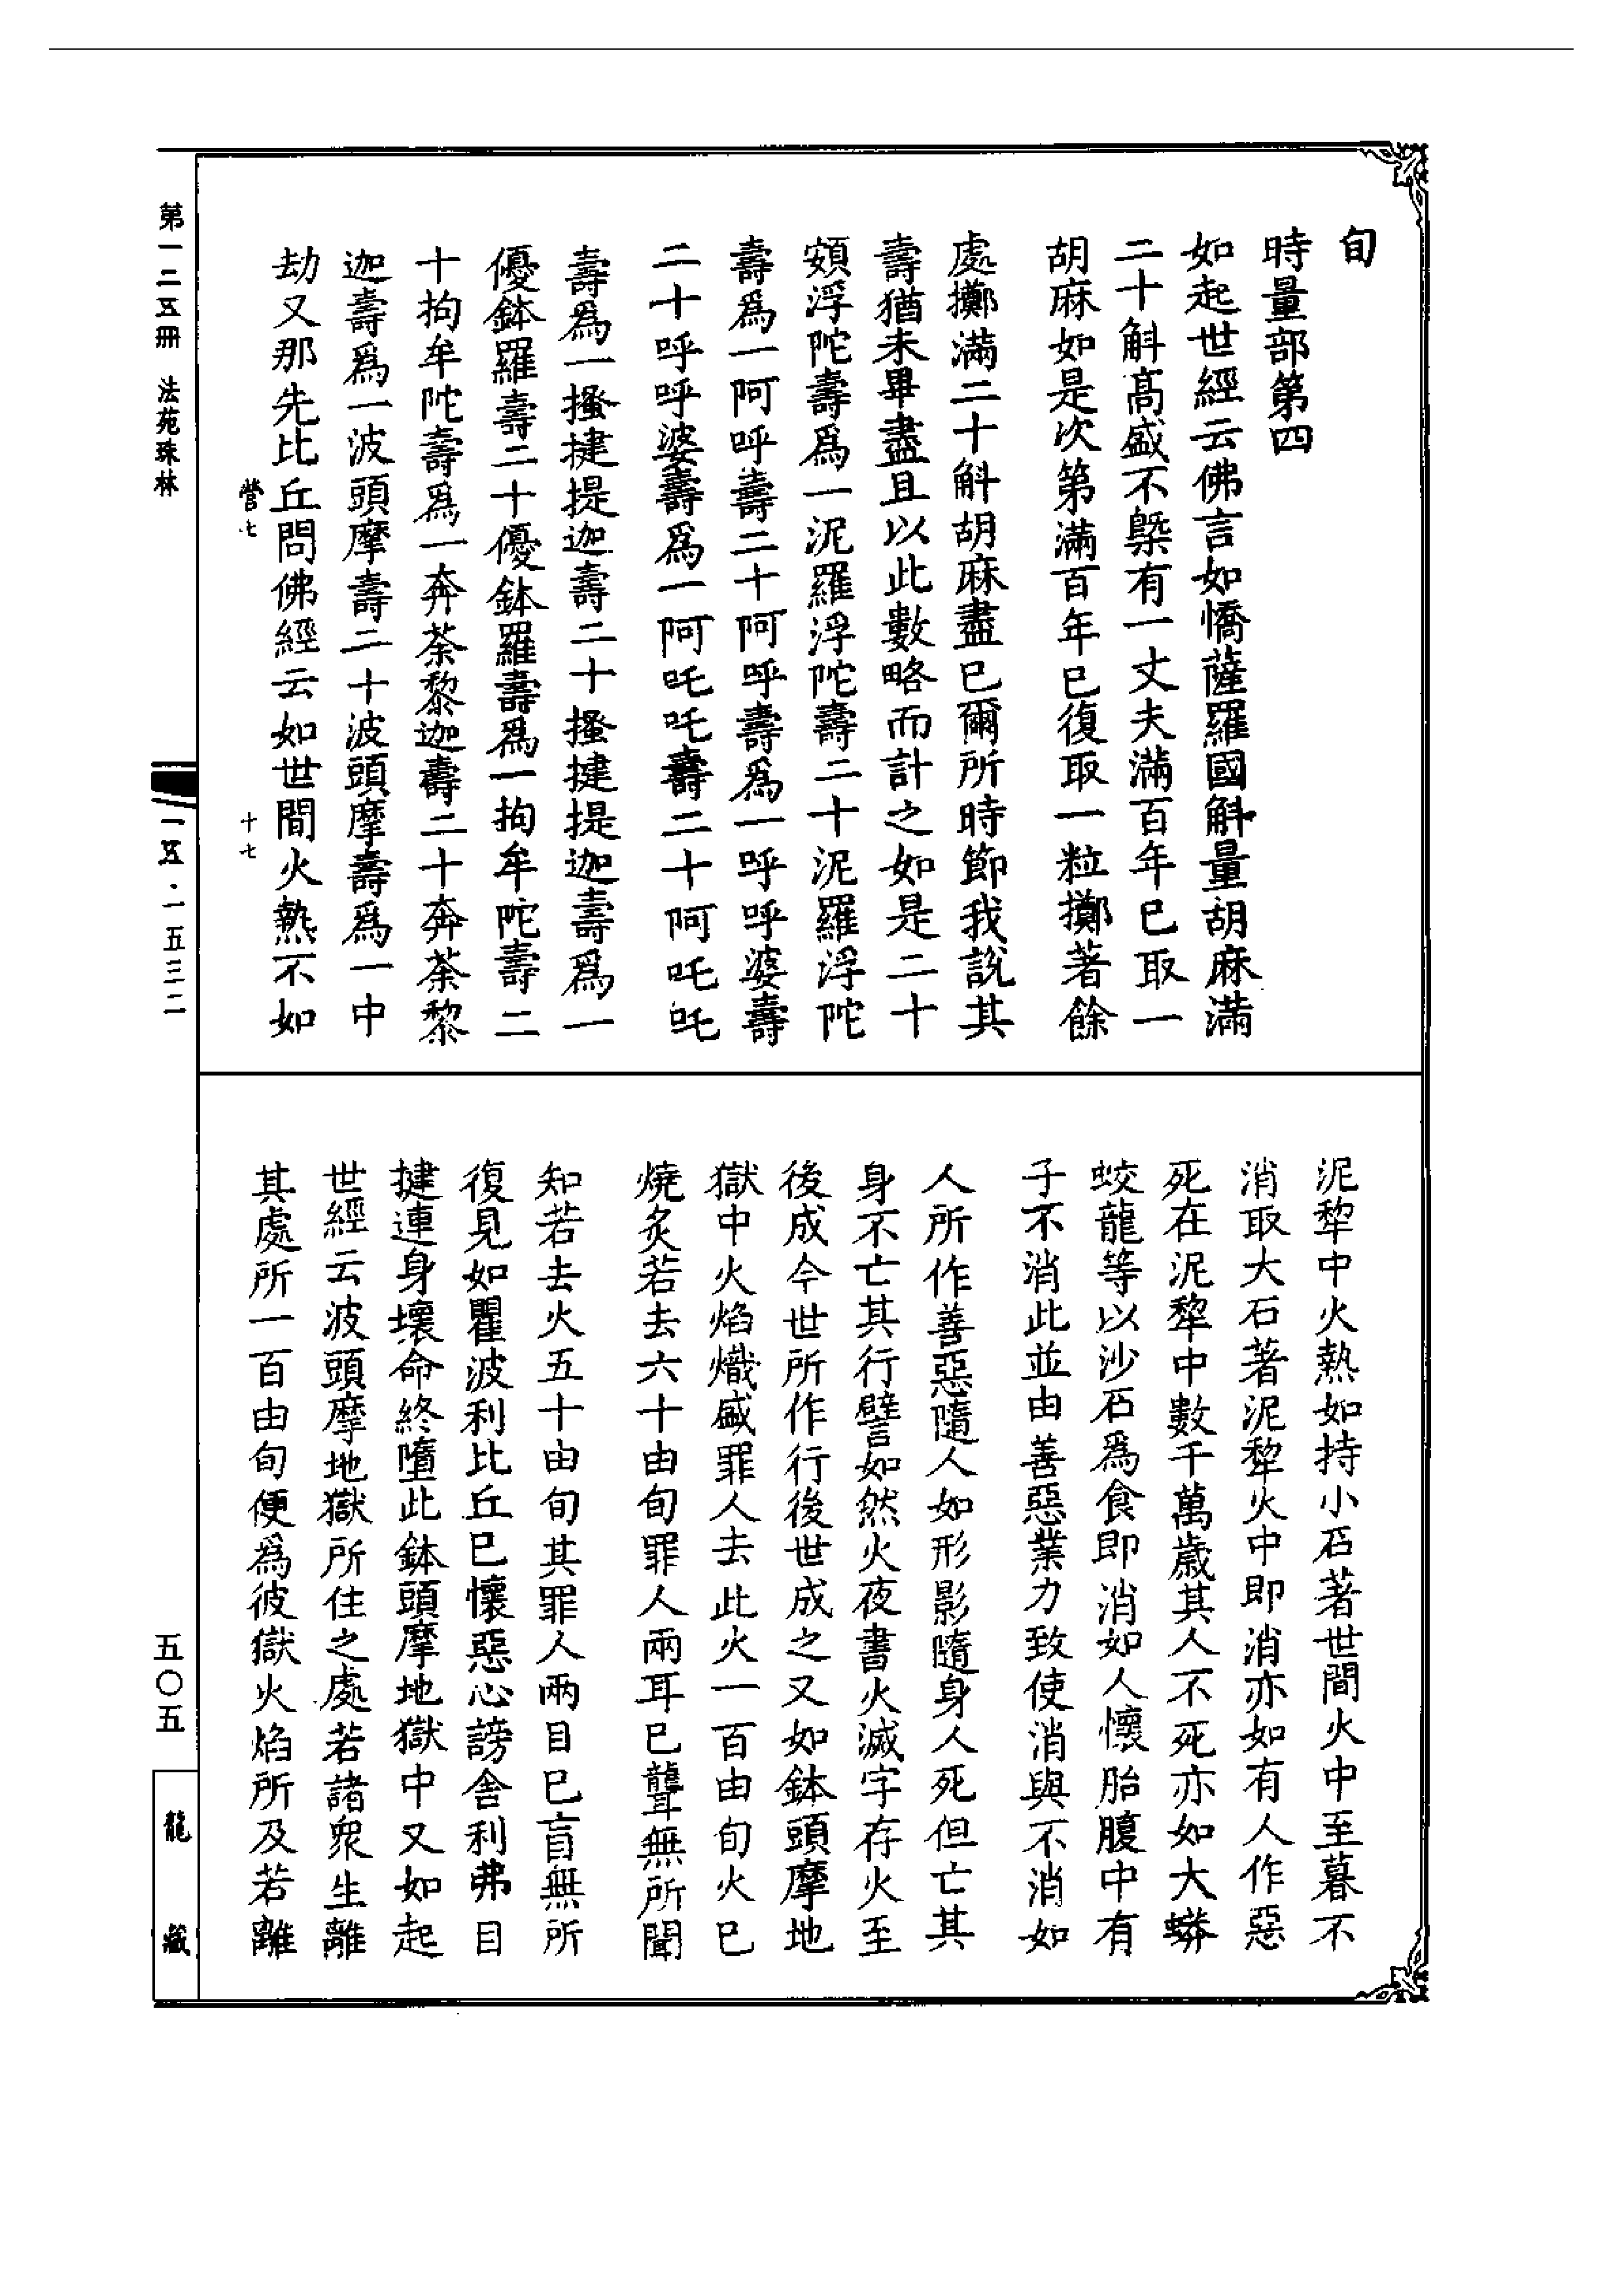 旬
時量部第四
如起世經云佛言如憍薩羅國斛量胡麻滿
二十斛高盛不槩有一丈夫滿百年已取一
胡麻如是次第滿百年已復取一粒擲著餘
處擲滿二十斛胡麻盡已爾所時節我說其
壽猶未畢盡且以此數略而計之如是二十
頞浮陀壽爲一泥羅浮陀壽二十泥羅浮陀
壽爲一阿呼壽二十阿呼壽爲一呼呼婆壽
二十呼呼婆壽爲一阿吒吒壽二十阿吒吒
壽爲一搔揵提迦壽二十搔揵提迦壽爲一
優鉢羅壽二十優鉢羅壽爲一拘牟陀壽二
十拘牟陀壽爲一奔荼黎迦壽二十奔荼黎
迦壽爲一波頭摩壽二十波頭摩壽爲一中
劫又那先比丘問佛經云如世間火熱不如
營七 十七
泥犂中火熱如持小石著世間火中至暮不
消取大石著泥犂火中即消亦如有人作惡
死在泥犂中數千萬歲其人不死亦如大蟒
蛟龍等以沙石爲食即消如人懷胎腹中有
子不消此並由善惡業力致使消與不消如
人所作善惡隨人如形影隨身人死但亡其
身不亡其行譬如然火夜書火滅字存火至
後成今世所作行後世成之又如鉢頭摩地
獄中火焰熾盛罪人去此火一百由旬火已
燒炙若去六十由旬罪人兩耳已聾無所聞
知若去火五十由旬其罪人兩目已盲無所
復見如瞿波利比丘已懷惡心謗舍利弗目
揵連身壞命終墮此鉢頭摩地獄中又如起
世經云波頭摩地獄所住之處若諸衆生離
其處所一百由旬便爲彼獄火焰所及若離
第一二五冊 法苑珠林
一五·一五三二
五〇五
龍藏